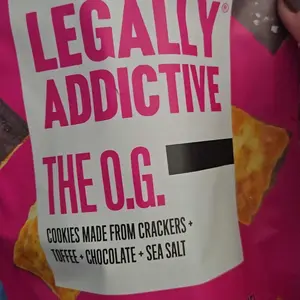 LEGALLY®
ADDICTIVE
THE O.G.
COOKIES MADE FROM CRACKERS +
TOFFEE + CHOCOLATE + SEA SALT